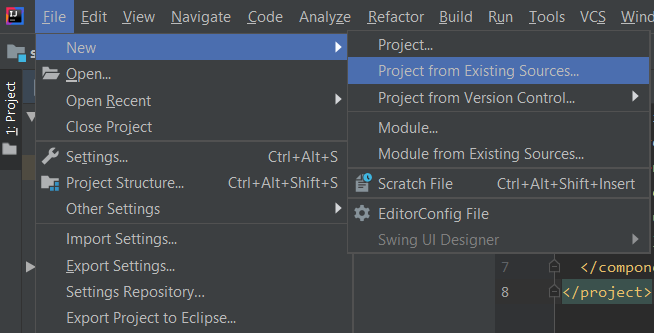 IJ File Edit View Navigate Code Analyze Refactor Build Run Tools VCS
New
Open...
Open Recent
Close Project
Settings... Ctrl+Alt+S
Project Structure... Ctrl+Alt+Shift+S
Other Settings
Import Settings...
Export Settings...
Settings Repository...
Export Project to Eclipse...
Project...
Project from Existing Sources...
Project from Version Control...
Module...
Module from Existing Sources...
Scratch File Ctrl+Alt+Shift+Insert
EditorConfig File
Swing UI Designer
1: Project
7 </compo
8 </project>